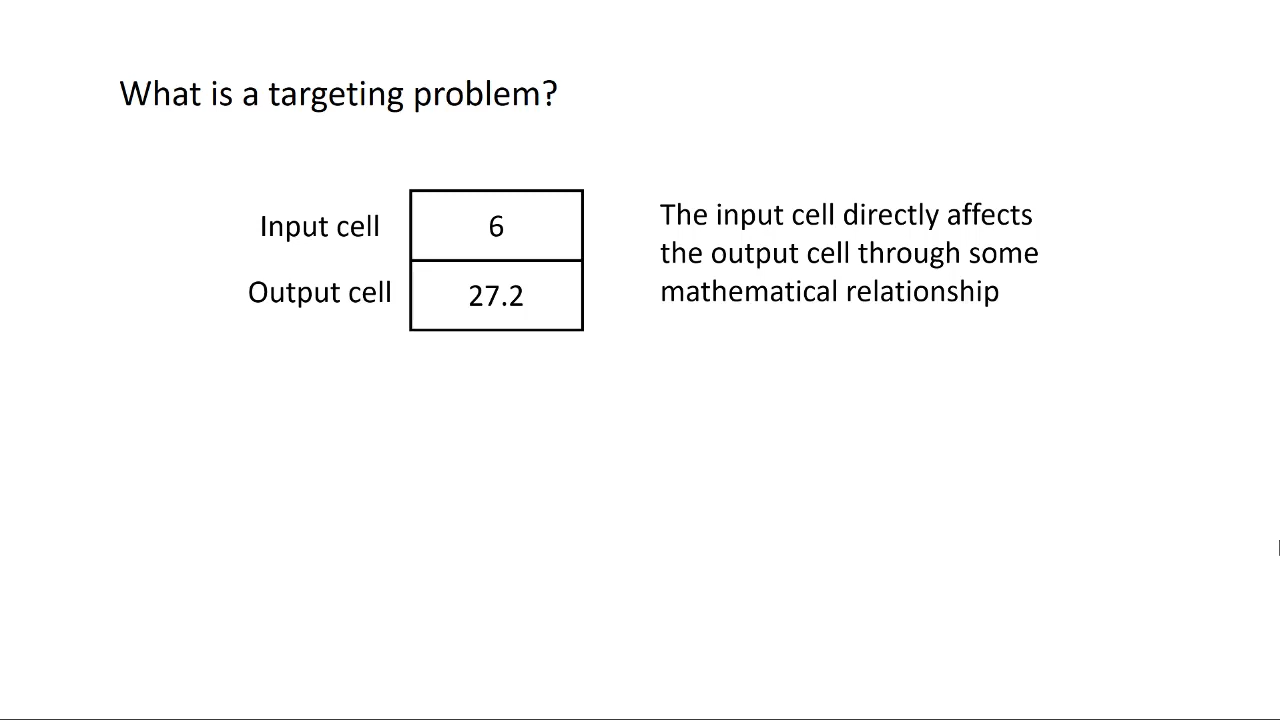 What is a targeting problem?
Input cell
6
Output cell
27.2
The input cell directly affects
the output cell through some
mathematical relationship